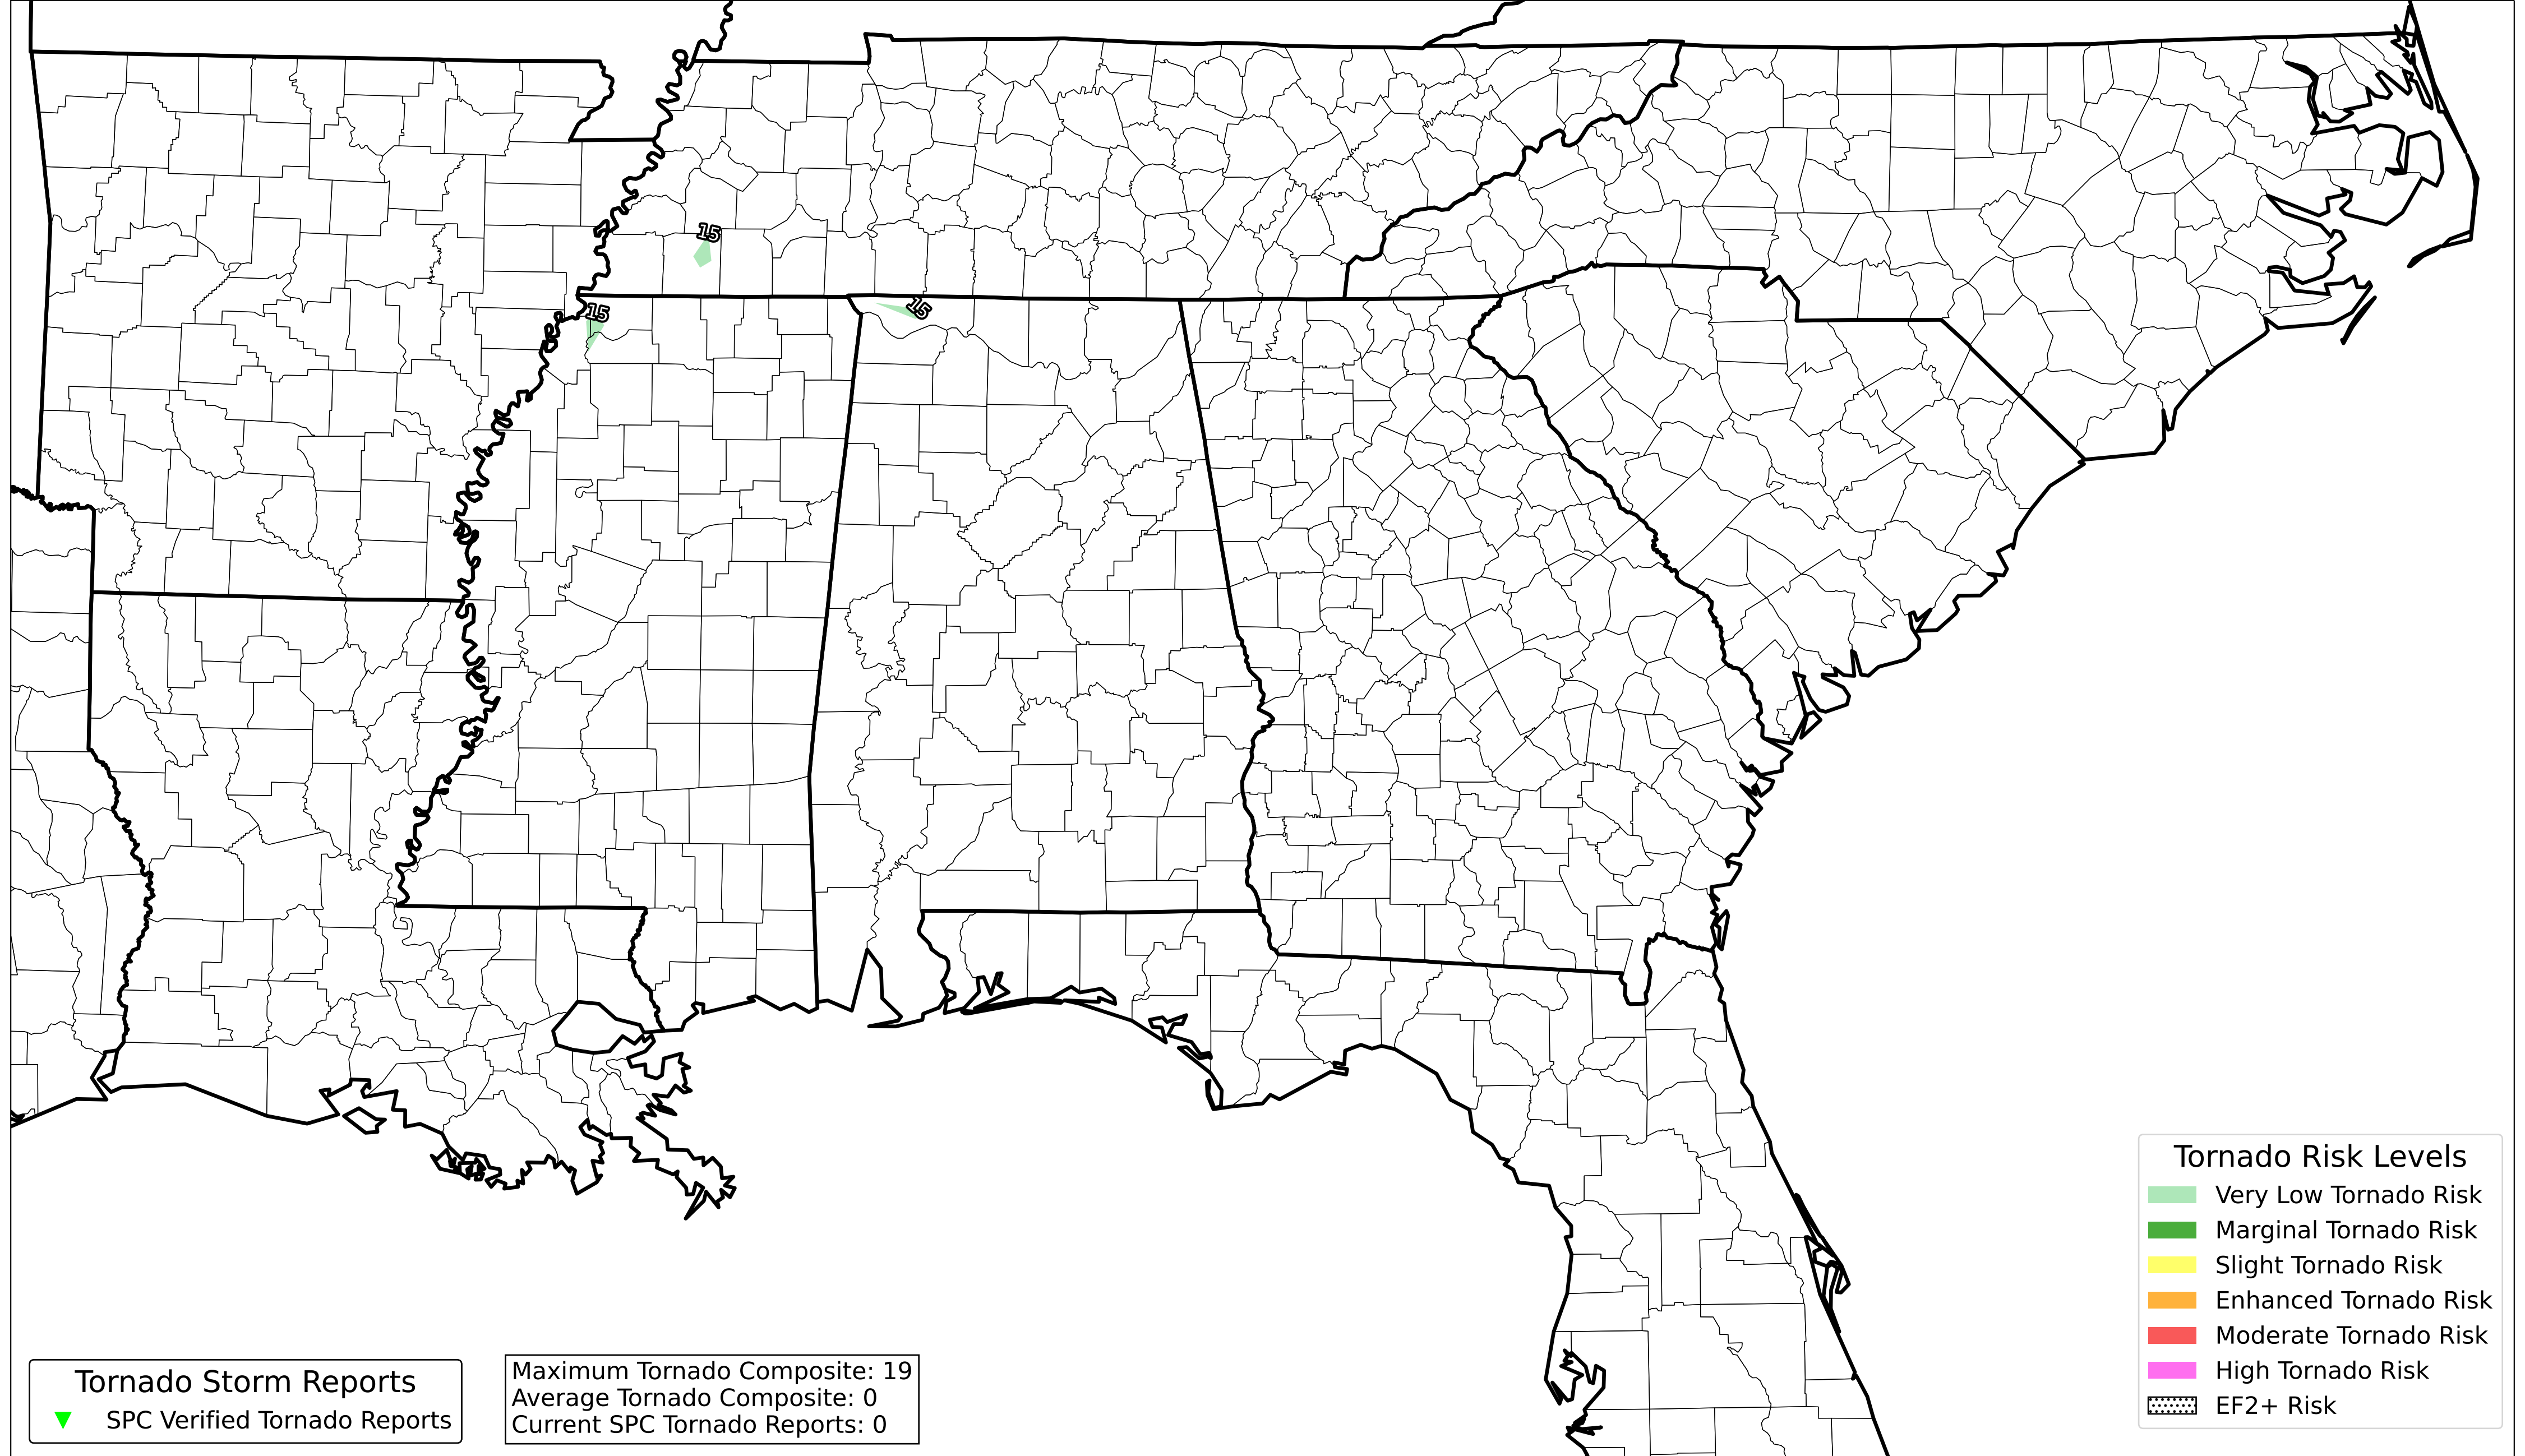 15
15
15
Tornado Risk Levels
Very Low Tornado Risk
Marginal Tornado Risk
Slight Tornado Risk
Enhanced Tornado Risk
Moderate Tornado Risk
High Tornado Risk
EF2+ Risk
Tornado Storm Reports
SPC Verified Tornado Reports
Maximum Tornado Composite: 19
Average Tornado Composite: 0
Current SPC Tornado Reports: 0